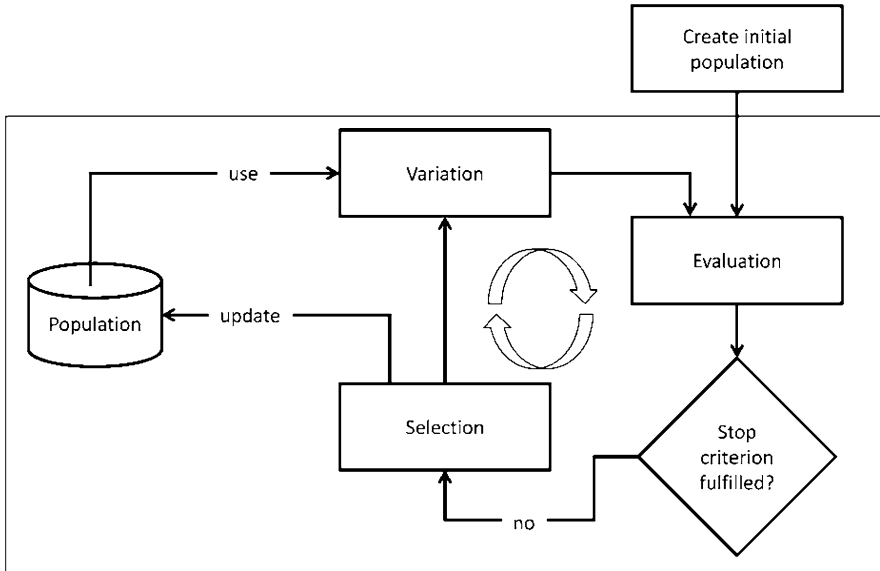 Create initial
population
use
Variation
Evaluation
Population
update
Selection
Stop
criterion
fulfilled?
no